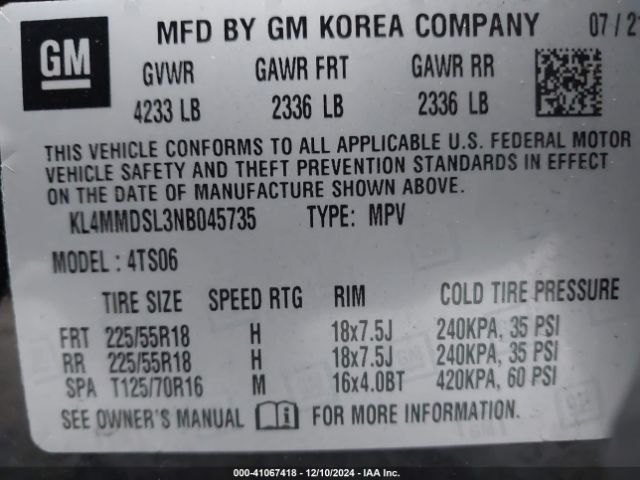 GM
MFD BY GM KOREA COMPANY 07/21
GVWR GAWR FRT GAWR RR
4233 LB 2336 LB 2336 LB
THIS VEHICLE CONFORMS TO ALL APPLICABLE U.S. FEDERAL MOTOR
VEHICLE SAFETY AND THEFT PREVENTION STANDARDS IN EFFECT
ON THE DATE OF MANUFACTURE SHOWN ABOVE.
KL4MMDSL3NB045735 TYPE: MPV
MODEL: 4TS06
TIRE SIZE SPEED RTG RIM COLD TIRE PRESSURE
FRT 225/55R18 H 18x7.5J 240KPA, 35 PSI
RR 225/55R18 H 18x7.5J 240KPA, 35 PSI
SPA T125/70R16 M 16x4.0BT 420KPA, 60 PSI
SEE OWNER'S MANUAL FOR MORE INFORMATION.
000-41067418 - 12/10/2024 - IAA Inc.